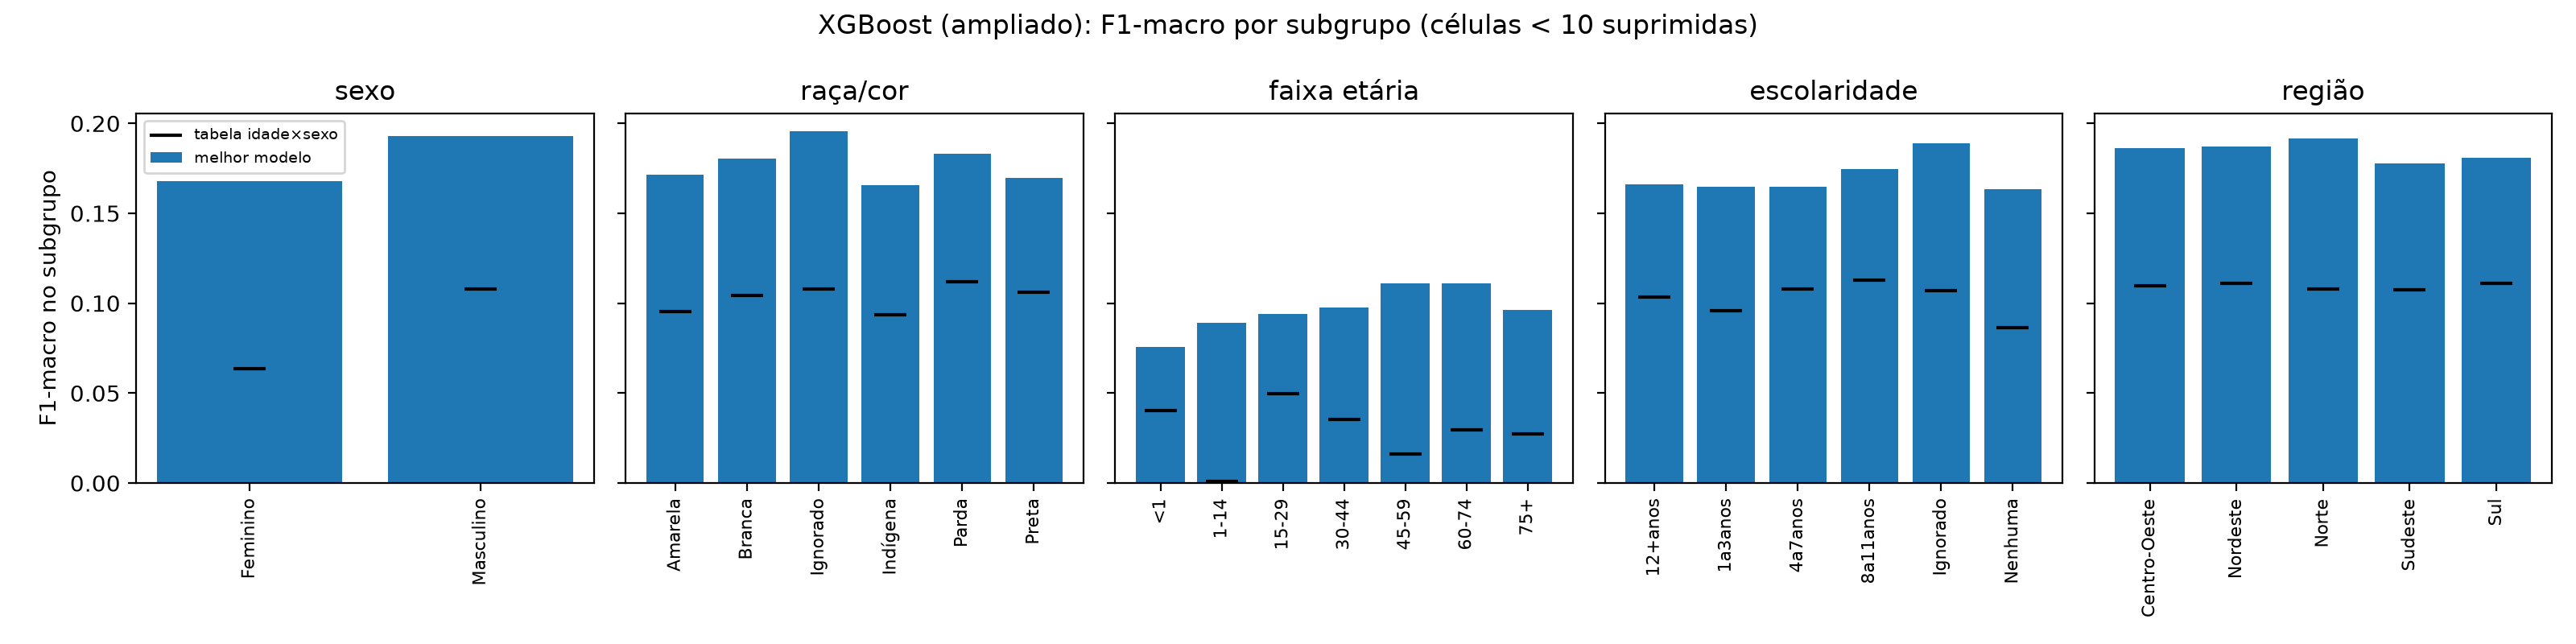 XGBoost (ampliado): F1-macro por subgrupo (células < 10 suprimidas)
sexo
raça/cor
faixa etária
escolaridade
região
F1-macro no subgrupo
0.20
0.15
0.10
0.05
0.00
tabela idade×sexo
melhor modelo
Feminino
Masculino
Amarela
Branca
Ignorado
Indígena
Parda
Preta
<1
1-14
15-29
30-44
45-59
60-74
75+
12+anos
1a3anos
4a7anos
8a11anos
Ignorado
Nenhuma
Centro-Oeste
Nordeste
Norte
Sudeste
Sul